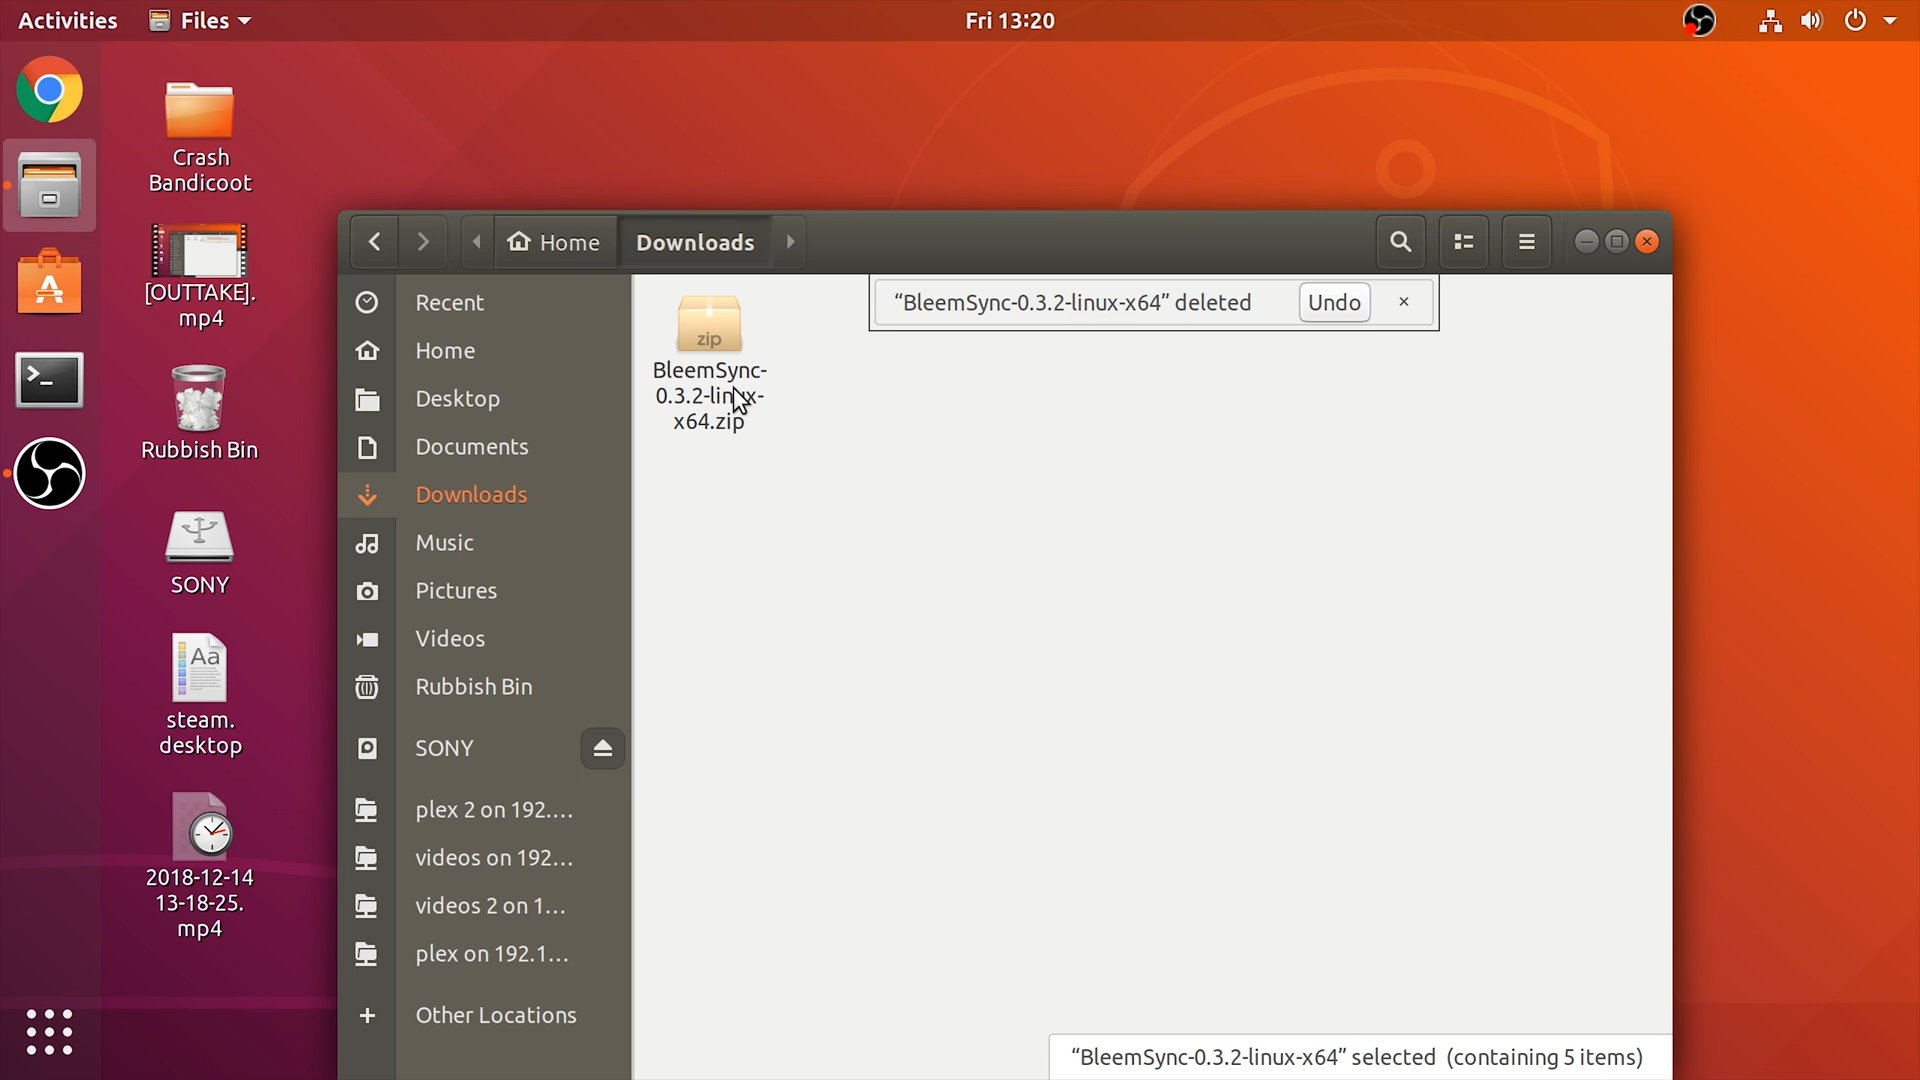 Activities
Files
Fri 13:20
Crash
Bandicoot
[OUTTAKE].
mp4
Rubbish Bin
SONY
Aa
steam.
desktop
2018-12-14
13-18-25.
mp4
Home
Downloads
Recent
Home
Desktop
Documents
Downloads
Music
Pictures
Videos
Rubbish Bin
SONY
plex 2 on 192....
videos on 192...
videos 2 on 1...
plex on 192.1...
Other Locations
“BleemSync-0.3.2-linux-x64” deleted
Undo
zip
BleemSync-
0.3.2-linux-
x64.zip
“BleemSync-0.3.2-linux-x64” selected (containing 5 items)